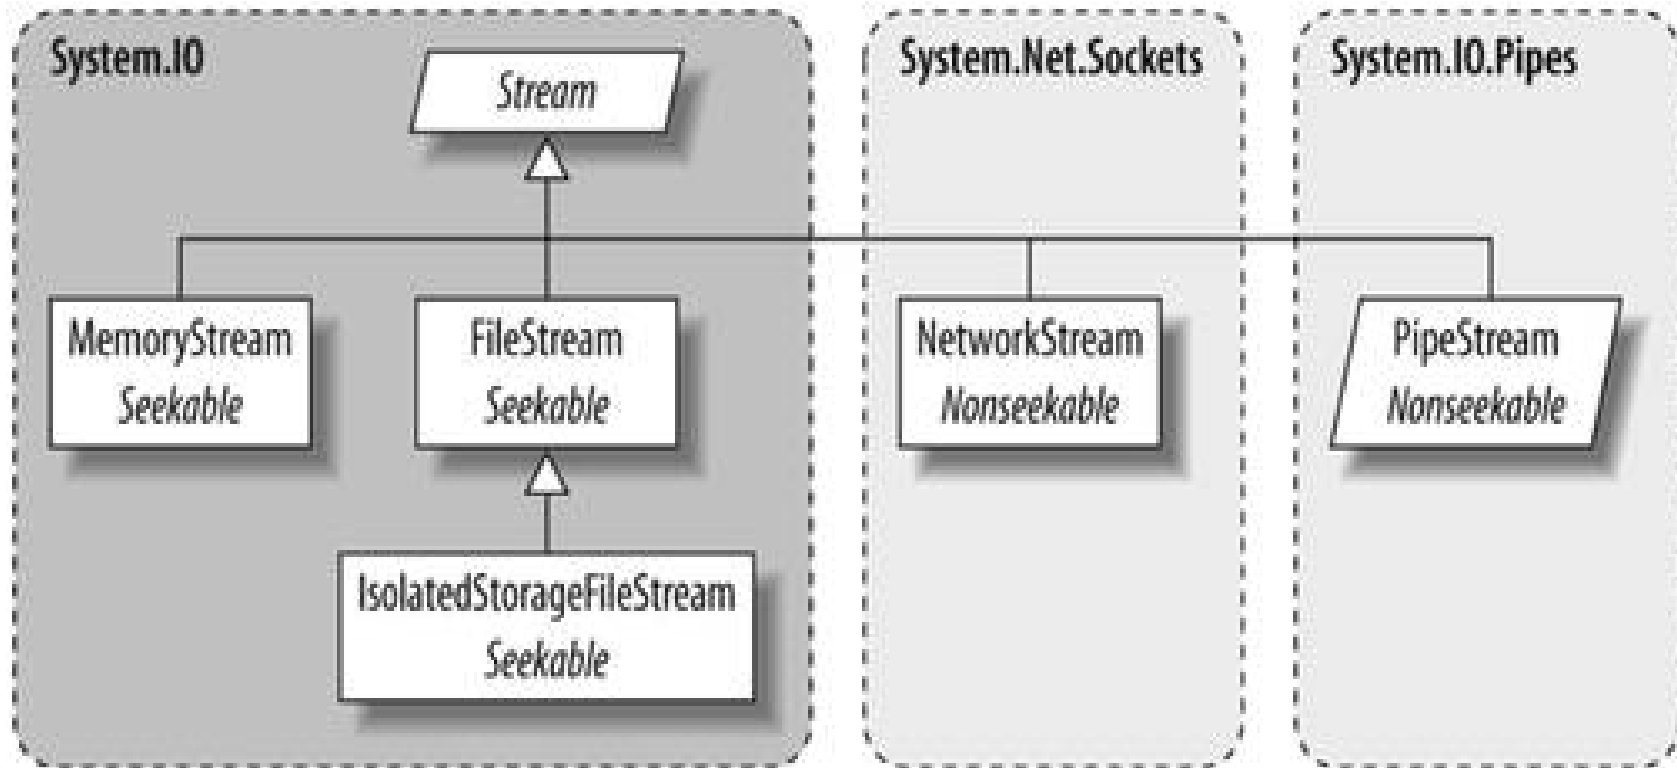 System.IO
Stream
System.Net.Sockets
System.IO.Pipes
MemoryStream
Seekable
FileStream
Seekable
NetworkStream
Nonseekable
PipeStream
Nonseekable
IsolatedStorageFileStream
Seekable